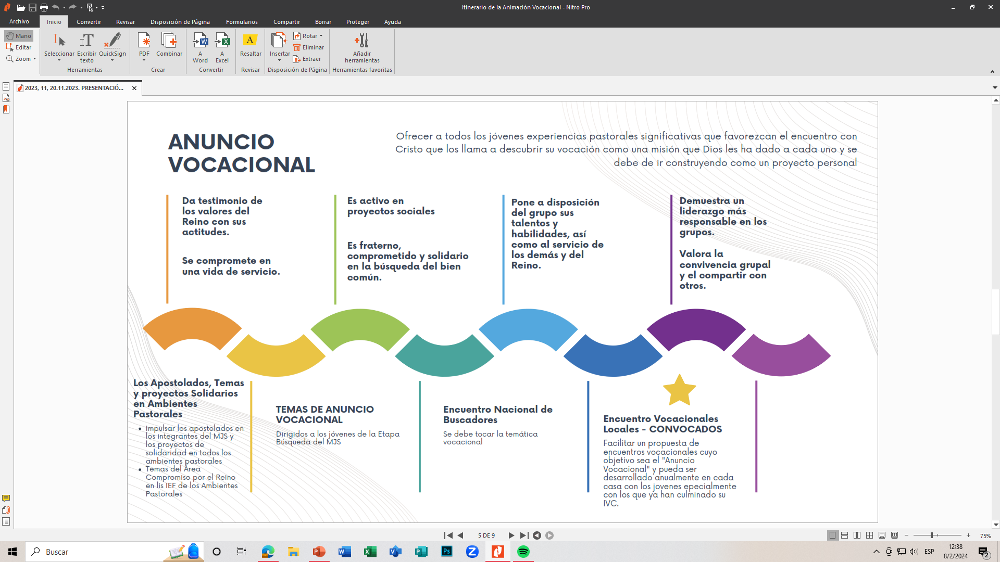 Itinerario de la Animación Vocacional - Nitro Pro
Archivo
Inicio
Convertir
Revisar
Disposición de Página
Formularios
Compartir
Borrar
Proteger
Ayuda
Mano
Editar
Zoom
Seleccionar
Escribir
texto
QuickSign
Herramientas
PDF
Combinar
Crear
A
Word
A
Excel
Convertir
Resaltar
Revisar
Insertar
Rotar
Eliminar
Extraer
Disposición de Página
Añadir
herramientas
Herramientas favoritas
2023, 11, 20.11.2023. PRESENTACIÓ...
ANUNCIO
VOCACIONAL
Ofrecer a todos los jóvenes experiencias pastorales significativas que favorezcan el encuentro con
Cristo que los llama a descubrir su vocación como una misión que Dios les ha dado a cada uno y se
debe de ir construyendo como un proyecto personal
Da testimonio de
los valores del
Reino con sus
actitudes.
Se compromete en
una vida de servicio.
Es activo en
proyectos sociales
Es fraterno,
comprometido y solidario
en la búsqueda del bien
común.
Pone a disposición
del grupo sus
talentos y
habilidades, así
como al servicio de
los demás y del
Reino.
Demuestra un
liderazgo más
responsable en los
grupos.
Valora la
convivencia grupal
y el compartir con
otros.
Los Apostolados, Temas
y proyectos Solidarios
en Ambientes
Pastorales
• Impulsar los apostolados en
los integrantes del MJS y
los proyectos de
solidaridad en todos los
ambientes pastorales
• Temas del Área
Compromiso por el Reino
en lis IEF de los Ambientes
Pastorales
TEMAS DE ANUNCIO
VOCACIONAL
Dirigidos a los jóvenes de la Etapa
Búsqueda del MJS
Encuentro Nacional de
Buscadores
Se debe tocar la temática
vocacional
Encuentro Vocacionales
Locales - CONVOCADOS
Facilitar un propuesta de
encuentros vocacionales cuyo
objetivo sea el "Anuncio
Vocacional" y pueda ser
desarrollado anualmente en cada
casa con los jovenes epecialmente
con los que ya han culminado su
IVC.
5 DE 9
75%
Buscar
ESP
12:38
8/2/2024
2